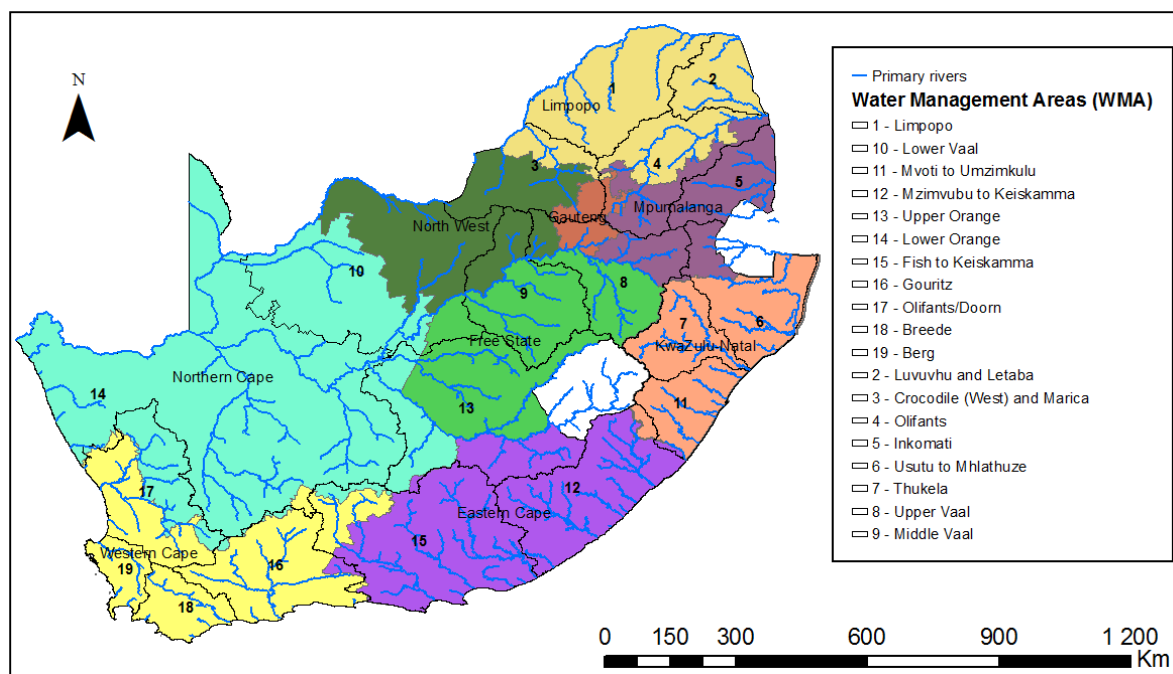 N
1
2
Limpopo
3
4
5
Mpumalanga
Gauteng
North West
10
9
8
7
6
Free State
KwaZulu Natal
Northern Cape
14
13
11
12
17
Eastern Cape
15
Western Cape
16
19
18
Primary rivers
Water Management Areas (WMA)
1 - Limpopo
10 - Lower Vaal
11 - Mvoti to Umzimkulu
12 - Mzimvubu to Keiskamma
13 - Upper Orange
14 - Lower Orange
15 - Fish to Keiskamma
16 - Gouritz
17 - Olifants/Doorn
18 - Breede
19 - Berg
2 - Luvuvhu and Letaba
3 - Crocodile (West) and Marica
4 - Olifants
5 - Inkomati
6 - Usutu to Mhlathuze
7 - Thukela
8 - Upper Vaal
9 - Middle Vaal
0 150 300 600 900 1 200
Km